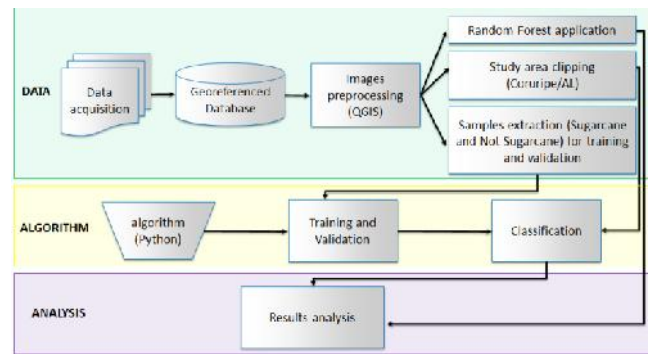 DATA
Data
acquisition
Georeferenced
Database
Images
preprocessing
(QGIS)
Random Forest application
Study area clipping
(Coruripe/AL)
Samples extraction (Sugarcane
and Not Sugarcane) for training
and validation
ALGORITHM
algorithm
(Python)
Training and
Validation
Classification
ANALYSIS
Results analysis